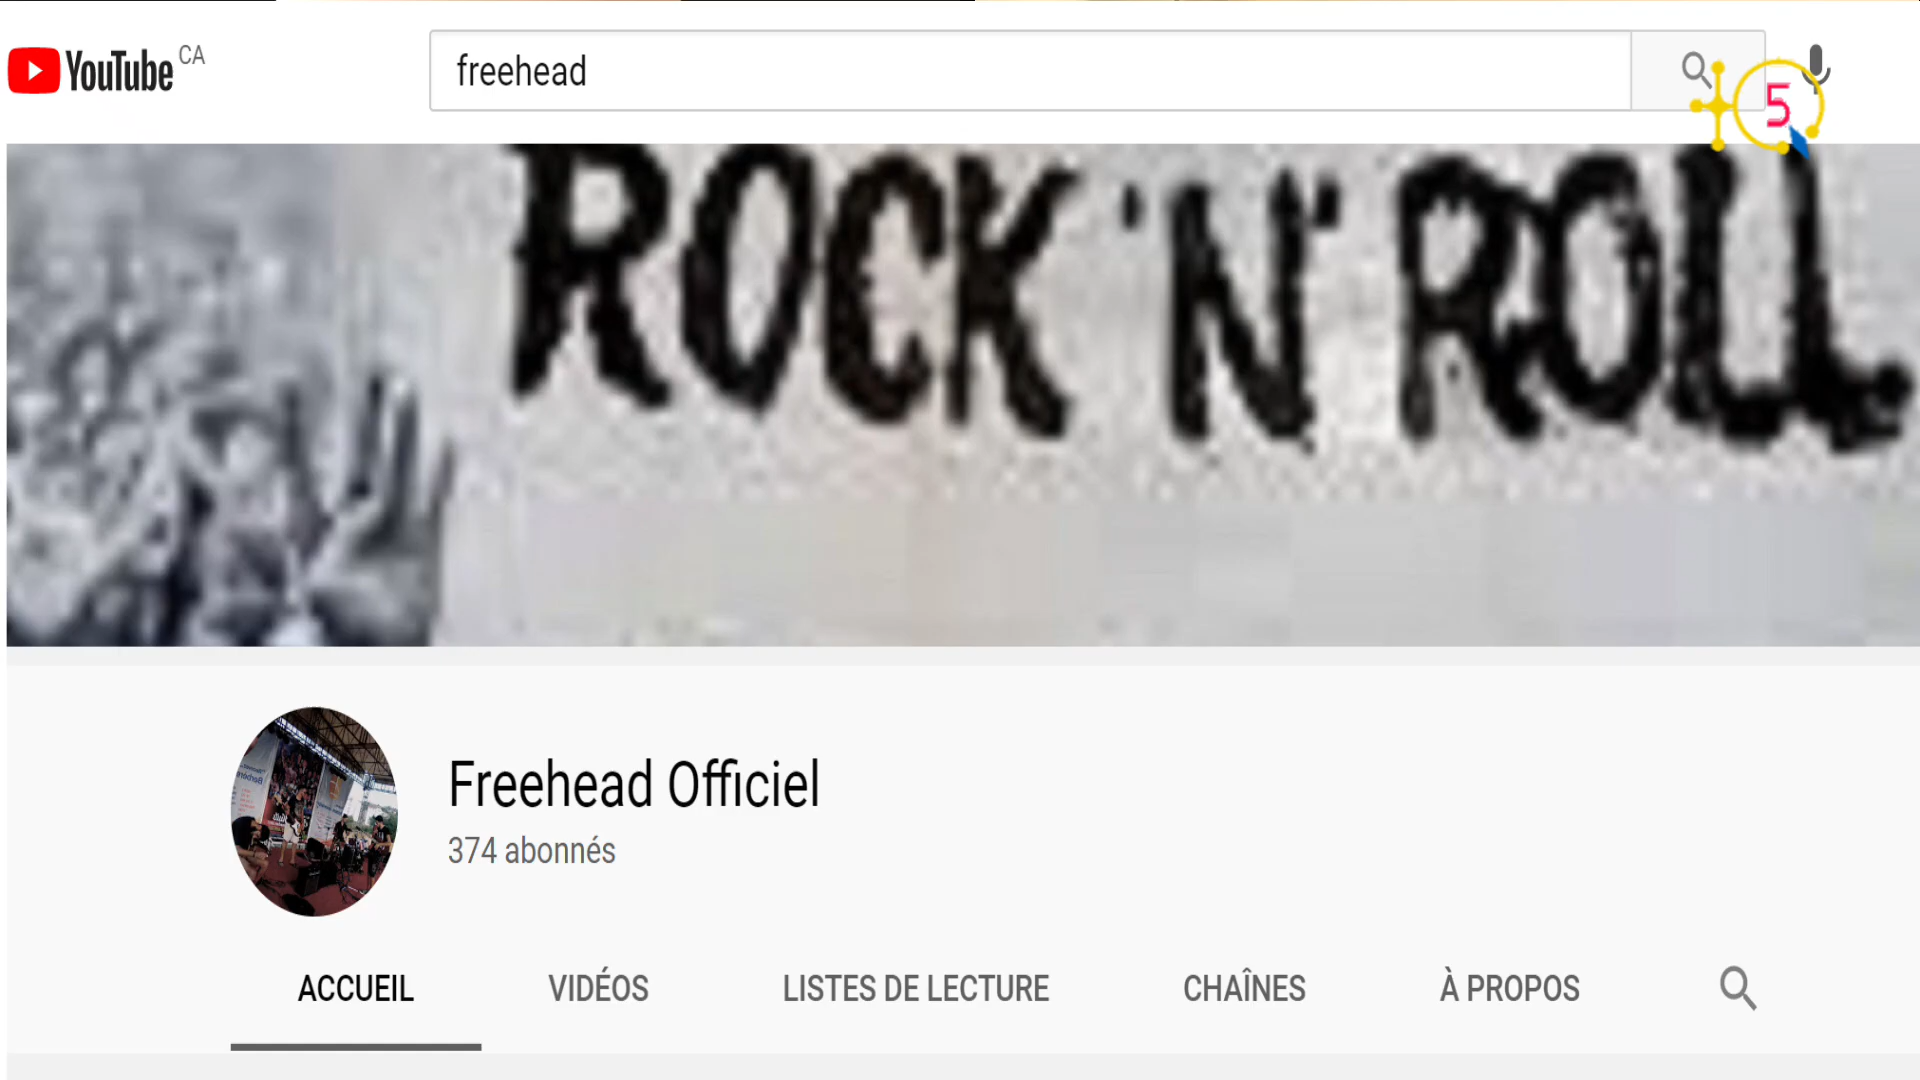 YouTube CA
freehead
5
ROCK 'N' ROLL
Freehead Officiel
374 abonnés
ACCUEIL VIDÉOS LISTES DE LECTURE CHAÎNES À PROPOS